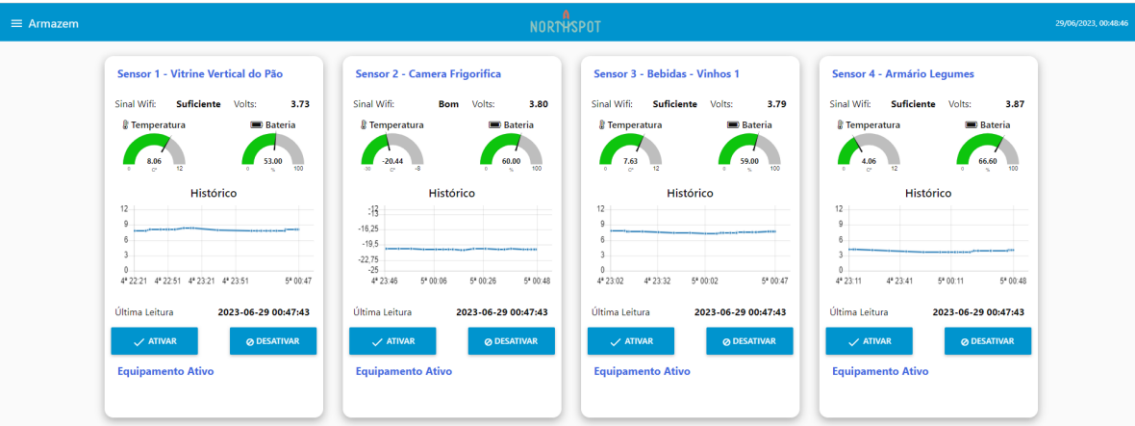 Armazem
NORTHSPOT
29/06/2023, 00:48:46
Sensor 1 - Vitrine Vertical do Pão
Sinal Wifi: Suficiente Volts: 3.73
Temperatura Bateria
8.06 53.00
0 C° 12 0 % 100
Histórico
12
9
6
3
0
4ª 22:21 4ª 22:51 4ª 23:21 4ª 23:51 5ª 00:47
Última Leitura 2023-06-29 00:47:43
ATIVAR DESATIVAR
Equipamento Ativo
Sensor 2 - Camera Frigorifica
Sinal Wifi: Bom Volts: 3.80
Temperatura Bateria
-20.44 60.00
C° -8 0 % 100
Histórico
-12
-13
-16.25
-19.5
-22.75
-25
4ª 23:46 5ª 00:06 5ª 00:26 5ª 00:48
Última Leitura 2023-06-29 00:47:43
ATIVAR DESATIVAR
Equipamento Ativo
Sensor 3 - Bebidas - Vinhos 1
Sinal Wifi: Suficiente Volts: 3.79
Temperatura Bateria
7.63 59.00
0 C° 12 0 % 100
Histórico
12
9
6
3
0
4ª 23:02 4ª 23:32 5ª 00:02 5ª 00:47
Última Leitura 2023-06-29 00:47:43
ATIVAR DESATIVAR
Equipamento Ativo
Sensor 4 - Armário Legumes
Sinal Wifi: Suficiente Volts: 3.87
Temperatura Bateria
4.06 66.60
0 C° 12 0 % 100
Histórico
12
9
6
3
0
4ª 23:11 4ª 23:41 5ª 00:11 5ª 00:48
Última Leitura 2023-06-29 00:47:43
ATIVAR DESATIVAR
Equipamento Ativo